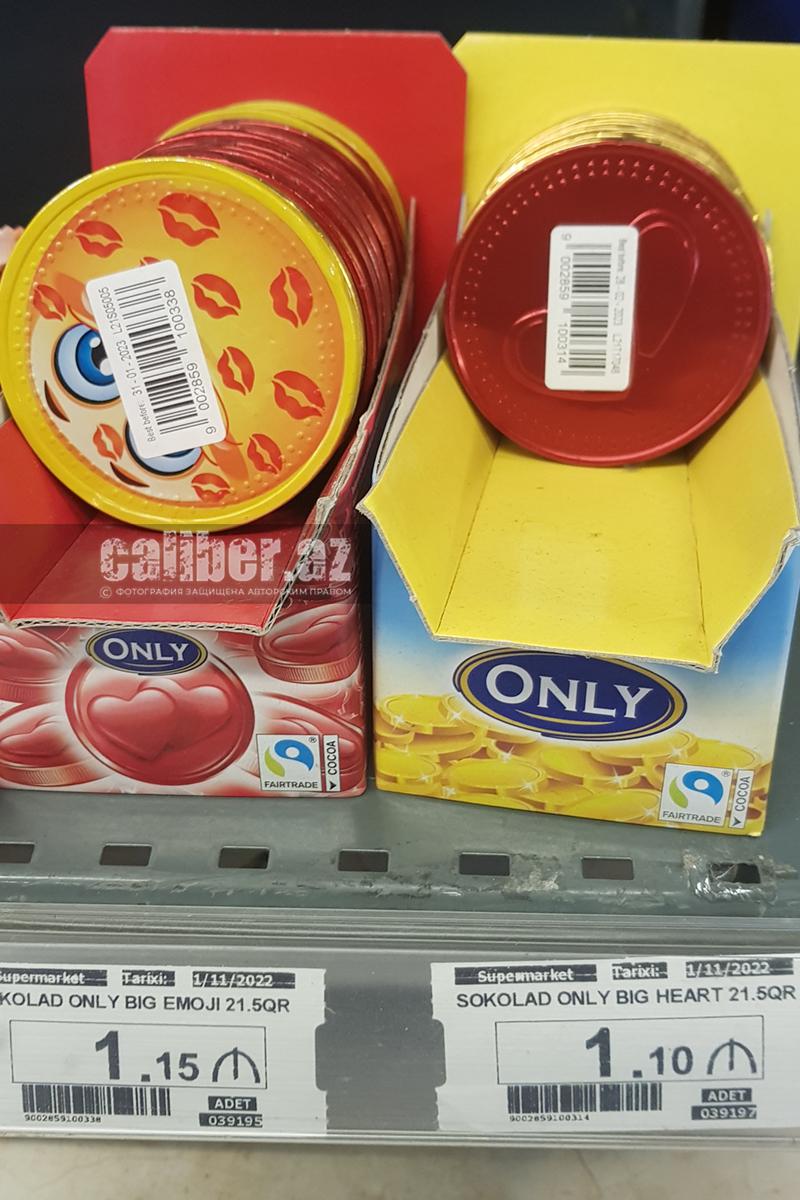 Best before: 31-01-2023 L21S05005
9 002859 100338
Best before: 28-02-2023 L21T17046
9 002859 100314
caliber.az
© ФОТОГРАФИЯ ЗАЩИЩЕНА АВТОРСКИМ ПРАВОМ
ONLY
FAIRTRADE
COCOA
ONLY
FAIRTRADE
COCOA
Supermarket Tarixi: 1/11/2022
KOLAD ONLY BIG EMOJI 21.5QR
1.15 ₼
ADET
9002859100338
039195
Supermarket Tarixi: 1/11/2022
SOKOLAD ONLY BIG HEART 21.5QR
1.10 ₼
ADET
9002859100314
039197